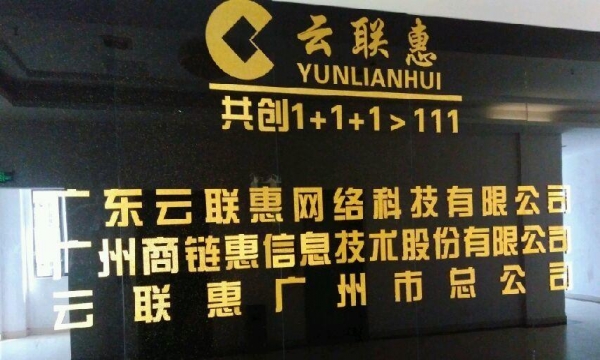 云联惠
YUNLIANHUI
共创1+1+1>111
广东云联惠网络科技有限公司
广州商链惠信息技术股份有限公司
云联惠广州市总公司